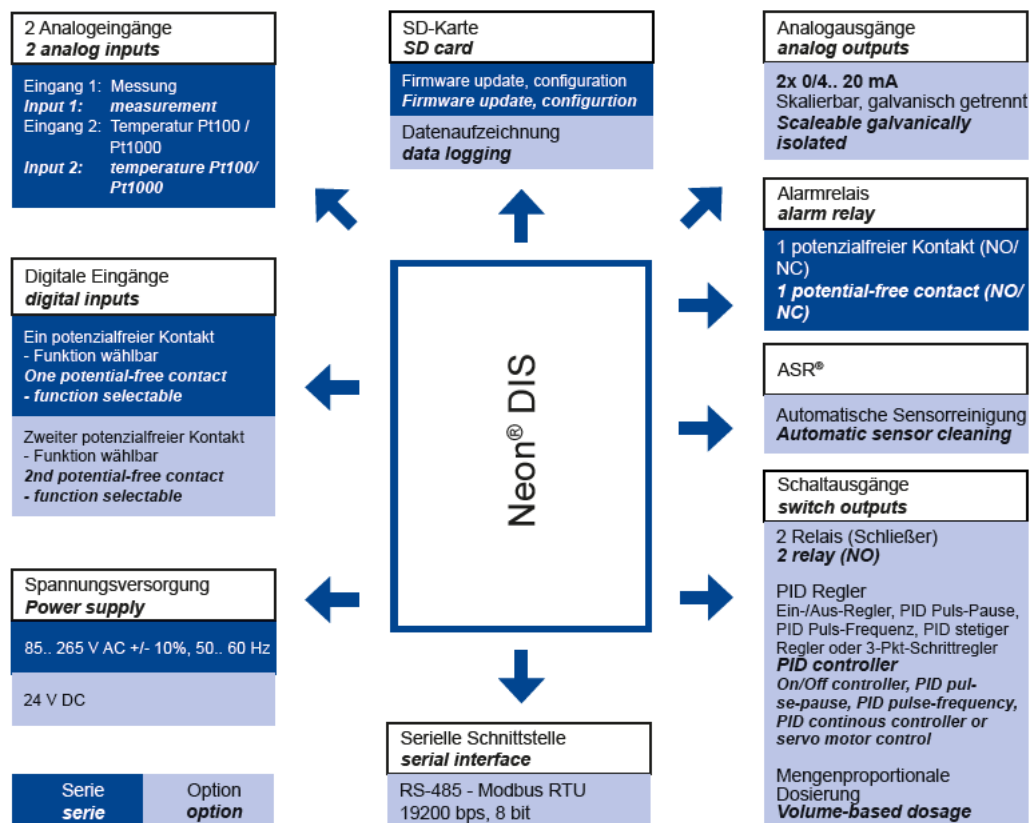 2 Analogeingänge
2 analog inputs
Eingang 1: Messung
Input 1: measurement
Eingang 2: Temperatur Pt100 /
Pt1000
Input 2: temperature Pt100/
Pt1000
SD-Karte
SD card
Firmware update, configuration
Firmware update, configurtion
Datenaufzeichnung
data logging
Analogausgänge
analog outputs
2x 0/4.. 20 mA
Skalierbar, galvanisch getrennt
Scaleable galvanically
isolated
Alarmrelais
alarm relay
1 potenzialfreier Kontakt (NO/
NC)
1 potential-free contact (NO/
NC)
Digitale Eingänge
digital inputs
Ein potenzialfreier Kontakt
- Funktion wählbar
One potential-free contact
- function selectable
Zweiter potenzialfreier Kontakt
- Funktion wählbar
2nd potential-free contact
- function selectable
Neon® DIS
ASR®
Automatische Sensorreinigung
Automatic sensor cleaning
Schaltausgänge
switch outputs
2 Relais (Schließer)
2 relay (NO)
PID Regler
Ein-/Aus-Regler, PID Puls-Pause,
PID Puls-Frequenz, PID stetiger
Regler oder 3-Pkt-Schrittregler
PID controller
On/Off controller, PID pul-
se-pause, PID pulse-frequency,
PID continous controller or
servo motor control
Mengenproportionale
Dosierung
Volume-based dosage
Spannungsversorgung
Power supply
85.. 265 V AC +/- 10%, 50.. 60 Hz
24 V DC
Serielle Schnittstelle
serial interface
RS-485 - Modbus RTU
19200 bps, 8 bit
Serie
serie
Option
option